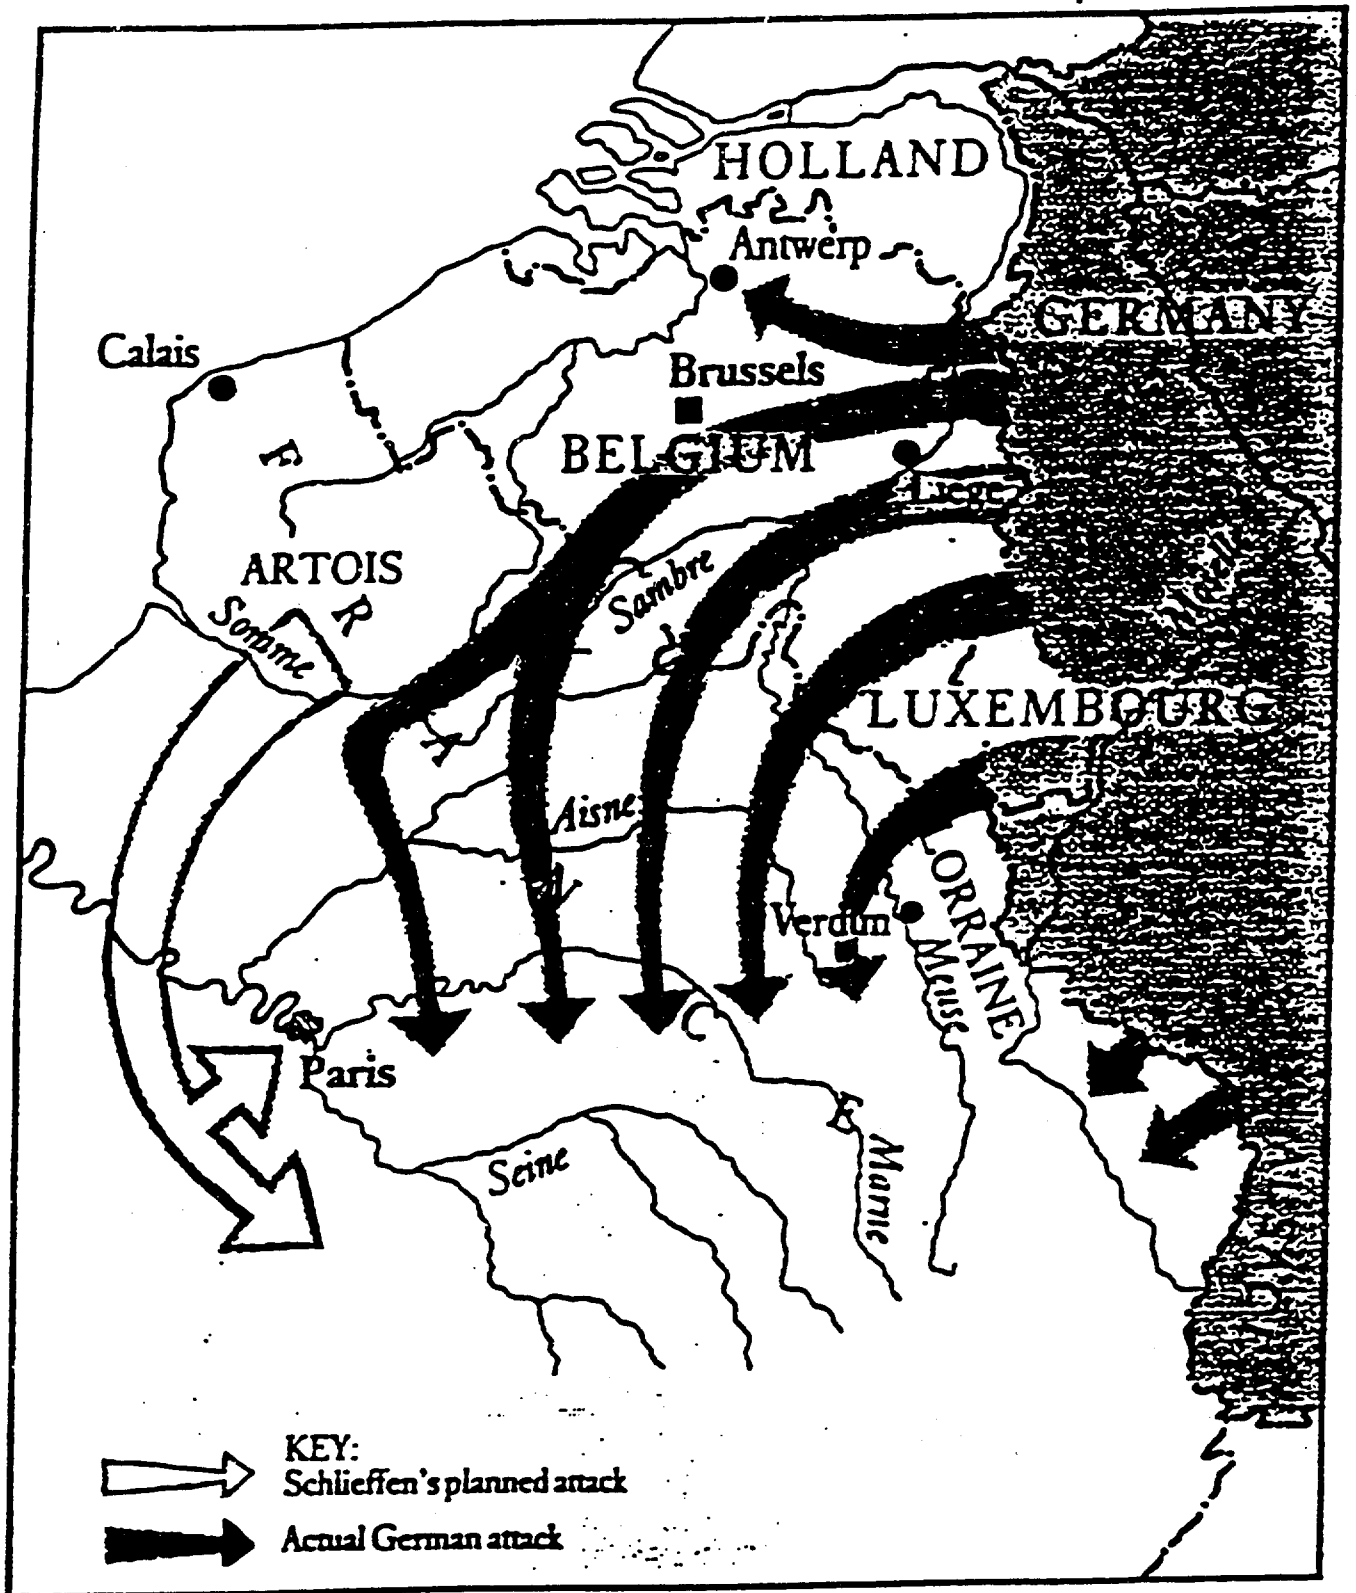 HOLLAND
Antwerp
GERMANY
Calais
Brussels
BELGIUM
Liege
ARTOIS
Sambre
Somme
LUXEMBOURG
Aisne
LORRAINE
Verdun
Meuse
Paris
Seine
Marne
F R A N C E
KEY:
Schlieffen's planned attack
Actual German attack